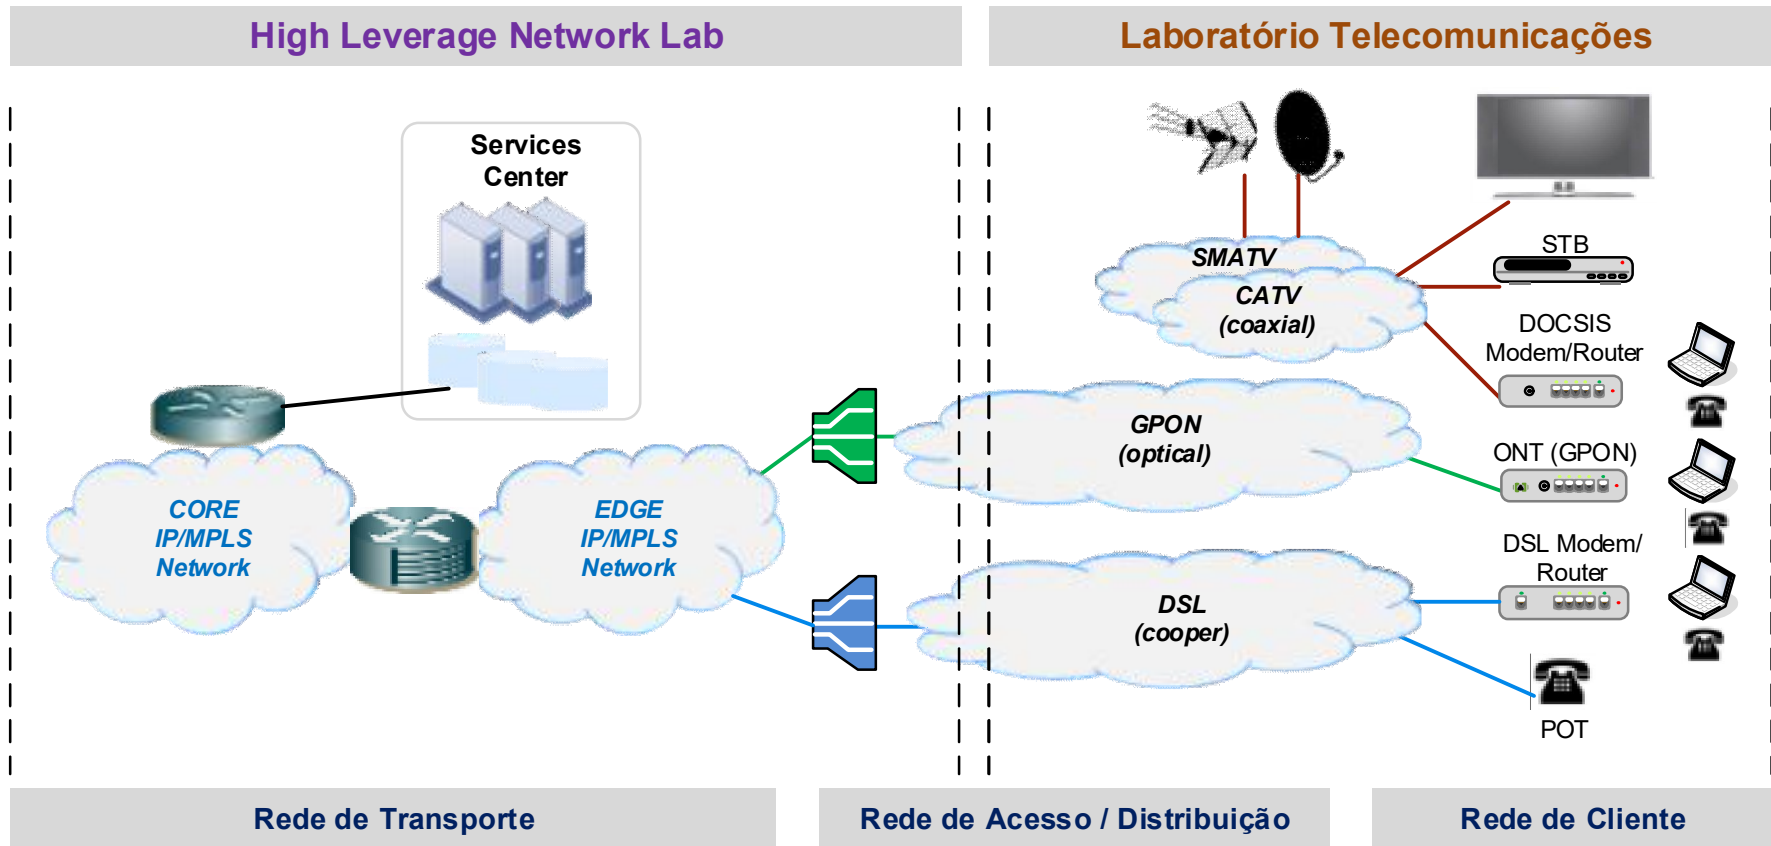 High Leverage Network Lab
Laboratório Telecomunicações
Services
Center
STB
SMATV
CATV
(coaxial)
DOCSIS
Modem/Router
GPON
(optical)
ONT (GPON)
CORE
IP/MPLS
Network
EDGE
IP/MPLS
Network
DSL Modem/
Router
DSL
(cooper)
POT
Rede de Transporte
Rede de Acesso / Distribuição
Rede de Cliente